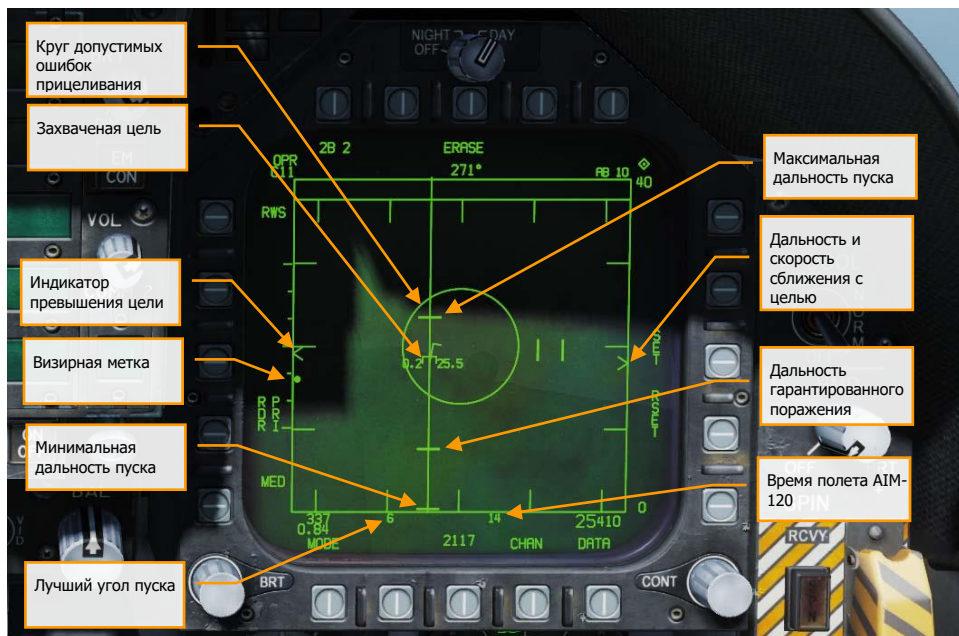 Круг допустимых
ошибок
прицеливания
Захваченая цель
Индикатор
превышения цели
Визирная метка
Минимальная
дальность пуска
Лучший угол пуска
Максимальная
дальность пуска
Дальность и
скорость
сближения с
целью
Дальность
гарантированного
поражения
Время полета AIM-
120
NIGHT
DAY
OFF
EM
CON
VOL
2B 2
ERASE
OPR
271°
AB 10
40
RWS
0.2
25.5
SET
RSET
PRI
RDR
MED
0
337
0.84
6
14
25410
MODE
2117
CHAN
DATA
BRT
CONT
OFF
RCVY